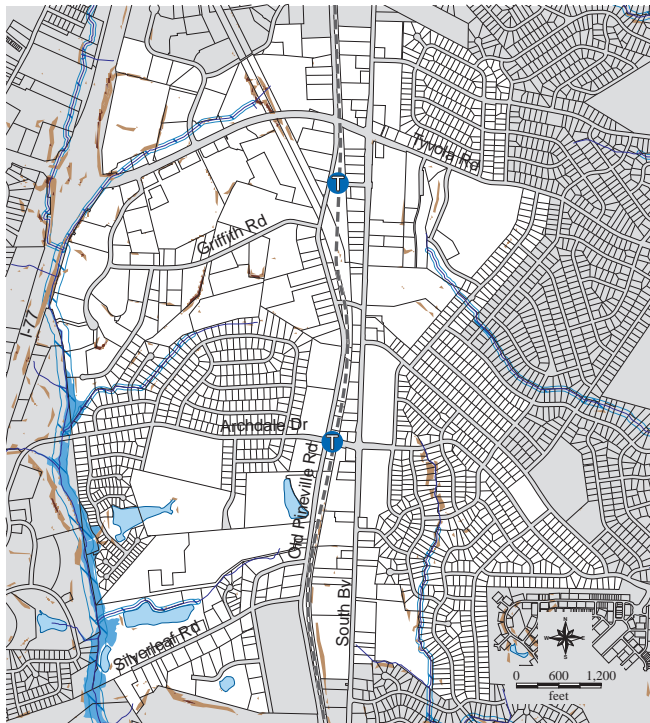 Tyvola Rd
T
Griffith Rd
I-77
Archdale Dr
T
Old Pineville Rd
South Bv
Silverleaf Rd
N
W E
S
0 600 1,200
feet